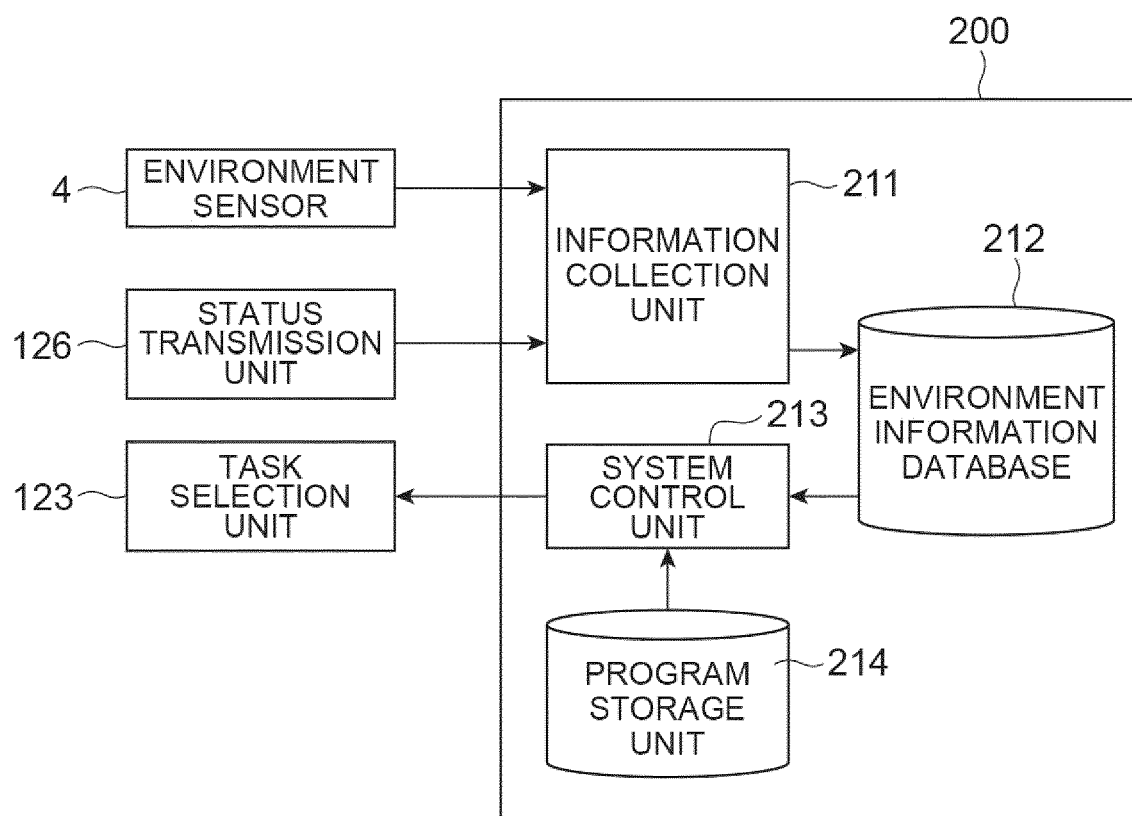 200
4
ENVIRONMENT
SENSOR
211
INFORMATION
COLLECTION
UNIT
212
126
STATUS
TRANSMISSION
UNIT
ENVIRONMENT
INFORMATION
DATABASE
213
123
TASK
SELECTION
UNIT
SYSTEM
CONTROL
UNIT
PROGRAM
STORAGE
UNIT
214